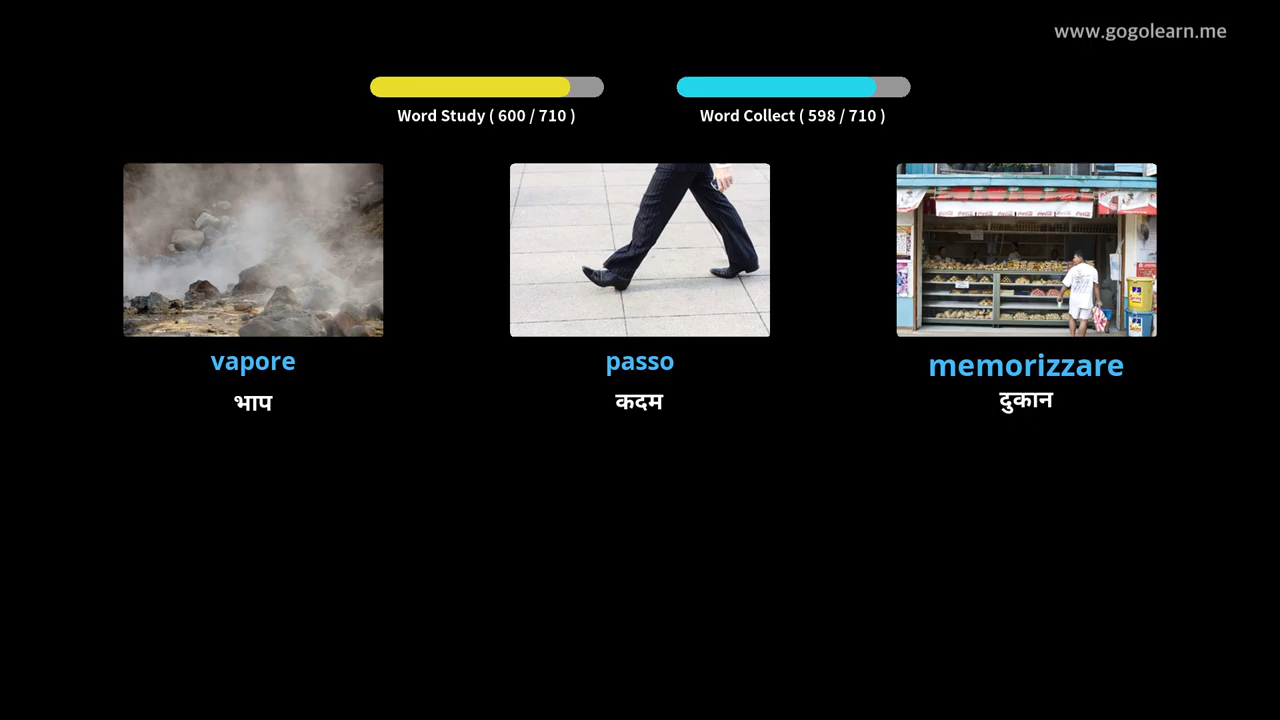 www.gogolearn.me
Word Study ( 600 / 710 )
Word Collect ( 598 / 710 )
vapore
passo
memorizzare
भाप
कदम
दुकान